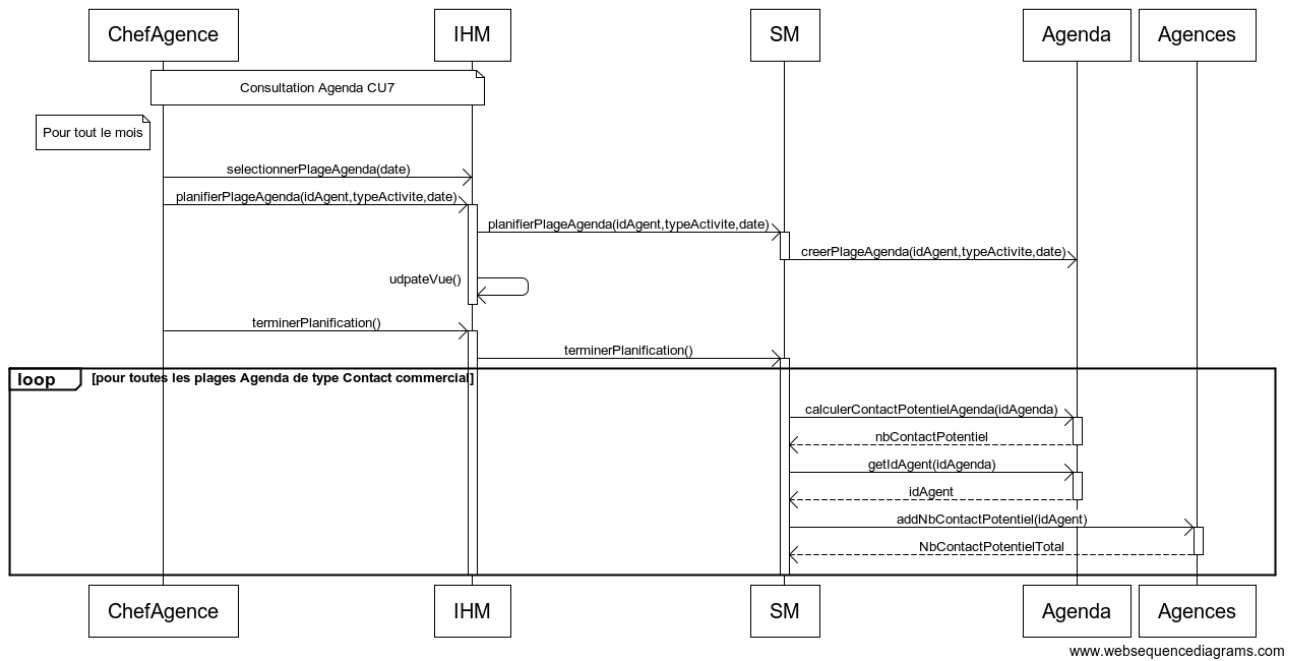 ChefAgence
IHM
SM
Agenda
Agences
Consultation Agenda CU7
Pour tout le mois
selectionnerPlageAgenda(date)
planifierPlageAgenda(idAgent,typeActivite,date)
planifierPlageAgenda(idAgent,typeActivite,date)
creerPlageAgenda(idAgent,typeActivite,date)
udpateVue()
terminerPlanification()
terminerPlanification()
loop
[pour toutes les plages Agenda de type Contact commercial]
calculerContactPotentielAgenda(idAgenda)
nbContactPotentiel
getIdAgent(idAgenda)
idAgent
addNbContactPotentiel(idAgent)
NbContactPotentielTotal
ChefAgence
IHM
SM
Agenda
Agences
www.websequencediagrams.com